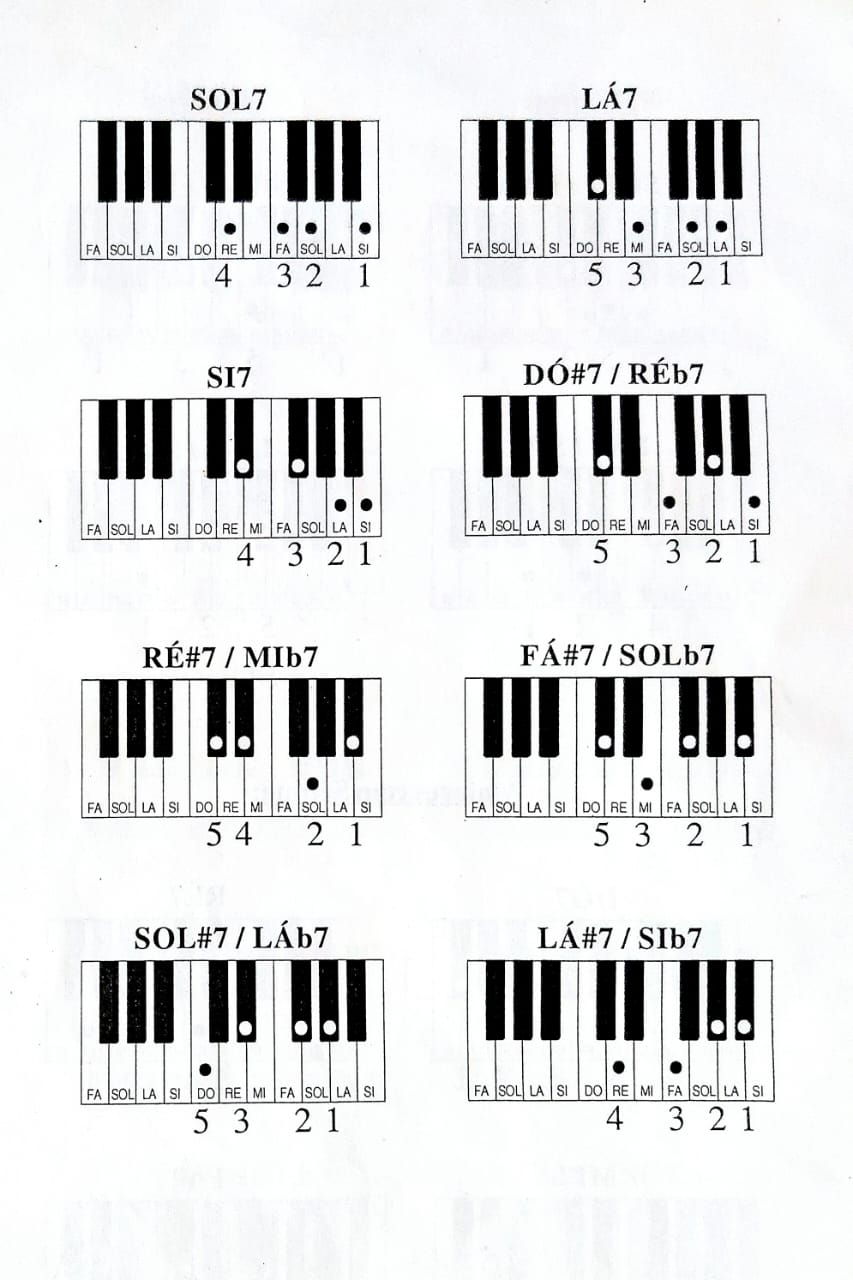 SOL7
FA SOL LA SI DO RE MI FA SOL LA SI
4 3 2 1
LÁ7
FA SOL LA SI DO RE MI FA SOL LA SI
5 3 2 1
SI7
FA SOL LA SI DO RE MI FA SOL LA SI
4 3 2 1
DÓ#7 / RÉb7
FA SOL LA SI DO RE MI FA SOL LA SI
5 3 2 1
RÉ#7 / MIb7
FA SOL LA SI DO RE MI FA SOL LA SI
5 4 2 1
FÁ#7 / SOLb7
FA SOL LA SI DO RE MI FA SOL LA SI
5 3 2 1
SOL#7 / LÁb7
FA SOL LA SI DO RE MI FA SOL LA SI
5 3 2 1
LÁ#7 / SIb7
FA SOL LA SI DO RE MI FA SOL LA SI
4 3 2 1